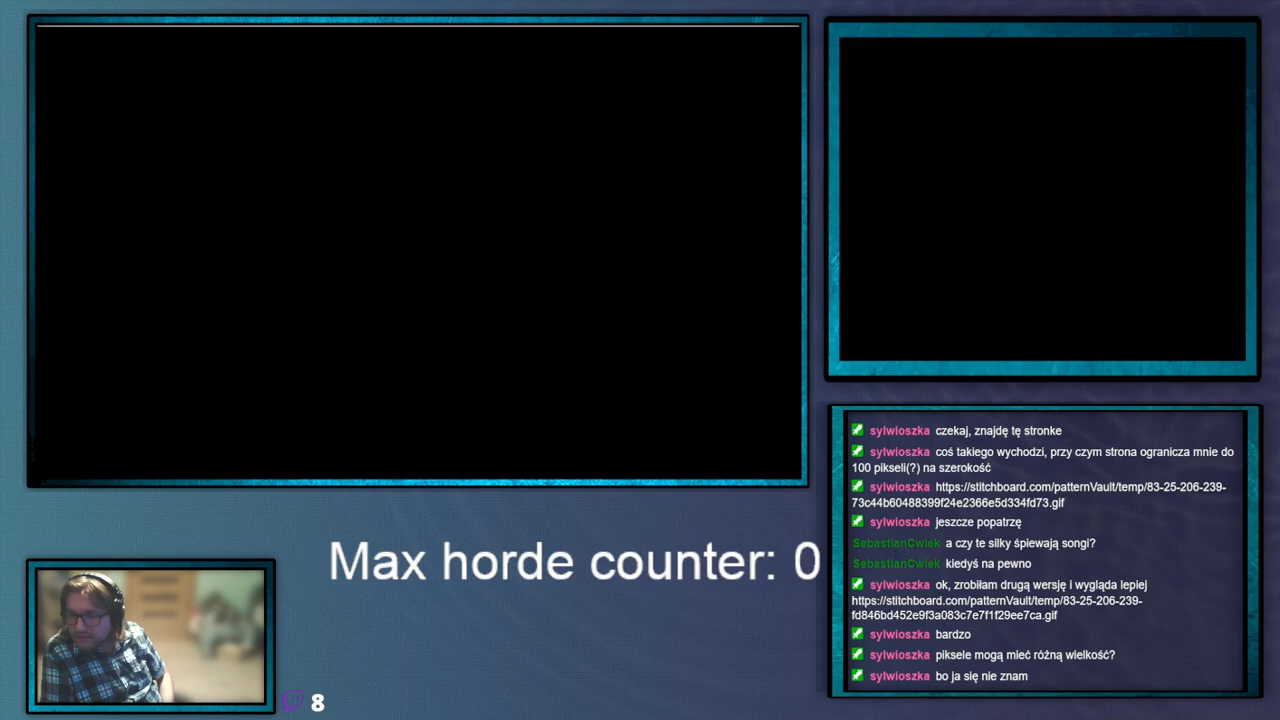 sylwioszka czekaj, znajdę tę stronke
sylwioszka coś takiego wychodzi, przy czym strona ogranicza mnie do
100 pikseli(?) na szerokość
sylwioszka https://stitchboard.com/patternVault/temp/83-25-206-239-
73c44b60488399f24e2366e5d334fd73.gif
sylwioszka jeszcze popatrzę
SebastianCwiek a czy te silky śpiewają songi?
SebastianCwiek kiedyś na pewno
sylwioszka ok, zrobiłam drugą wersję i wygląda lepiej
https://stitchboard.com/patternVault/temp/83-25-206-239-
fd846bd452e9f3a083c7e7f1f29ee7ca.gif
sylwioszka bardzo
sylwioszka piksele mogą mieć różną wielkość?
sylwioszka bo ja się nie znam
Max horde counter: 0
8